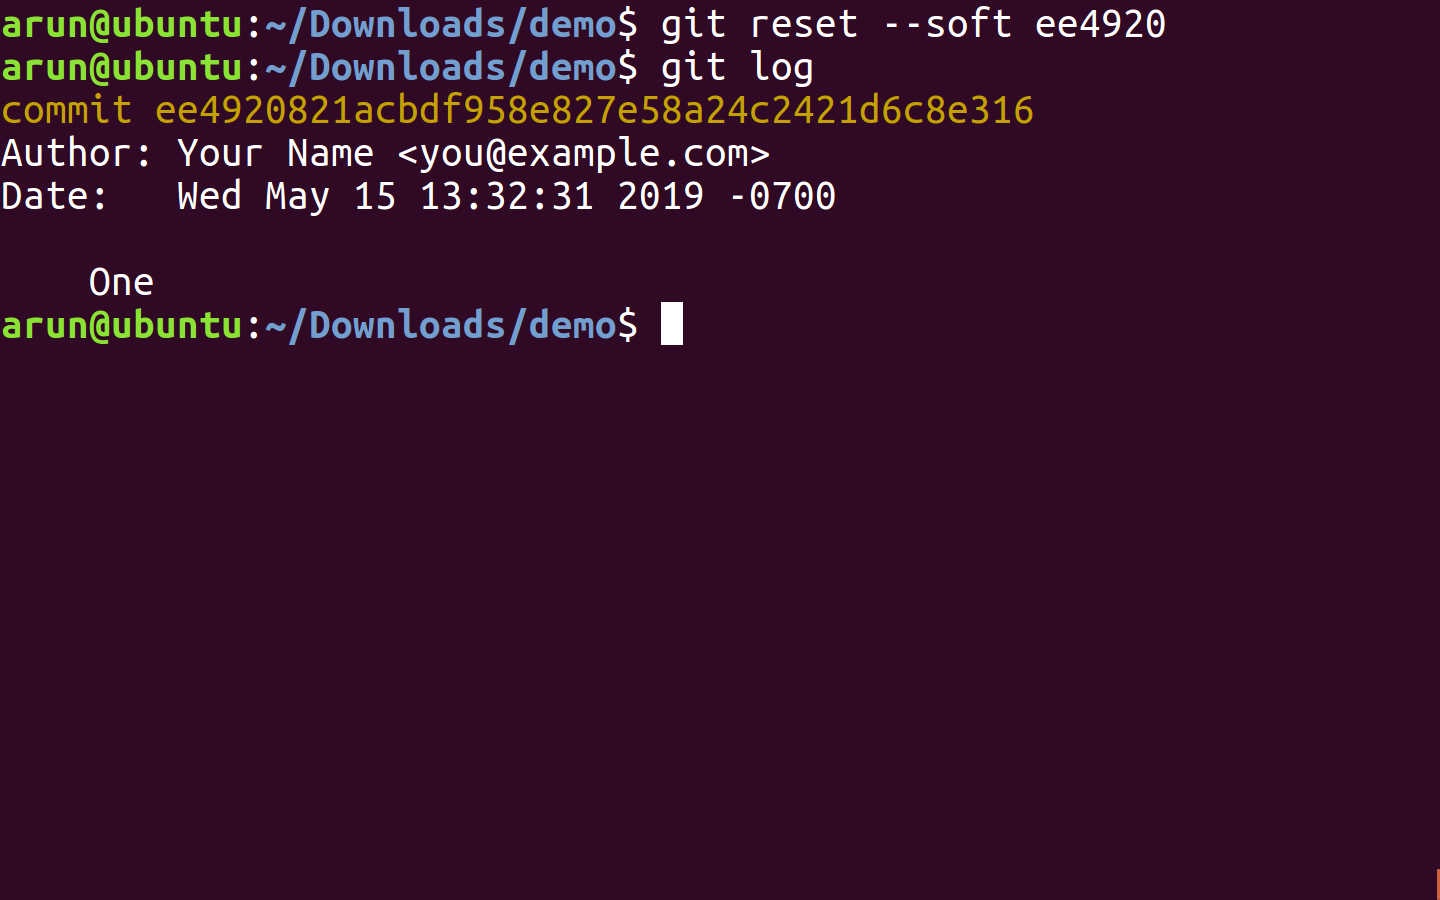 arun@ubuntu:~/Downloads/demo$ git reset --soft ee4920
arun@ubuntu:~/Downloads/demo$ git log
commit ee4920821acbdf958e827e58a24c2421d6c8e316
Author: Your Name <you@example.com>
Date:   Wed May 15 13:32:31 2019 -0700
    One
arun@ubuntu:~/Downloads/demo$